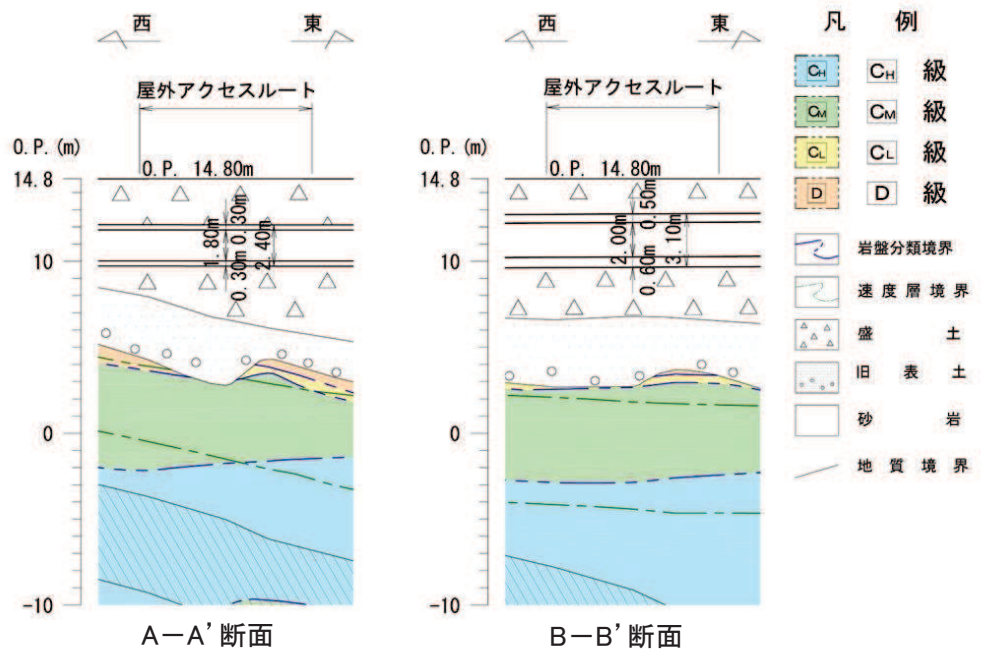 西 東
屋外アクセスルート
O.P.(m)
O.P. 14.80m
14.8
10
0
-10
1.80m
0.30m
0.30m
2.40m
A-A'断面
西 東
屋外アクセスルート
O.P.(m)
O.P. 14.80m
14.8
10
0
-10
0.50m
2.00m
0.60m
3.10m
B-B'断面
凡 例
CH CH 級
CM CM 級
CL CL 級
D D 級
岩盤分類境界
速度層境界
盛 土
旧 表 土
砂 岩
地質境界